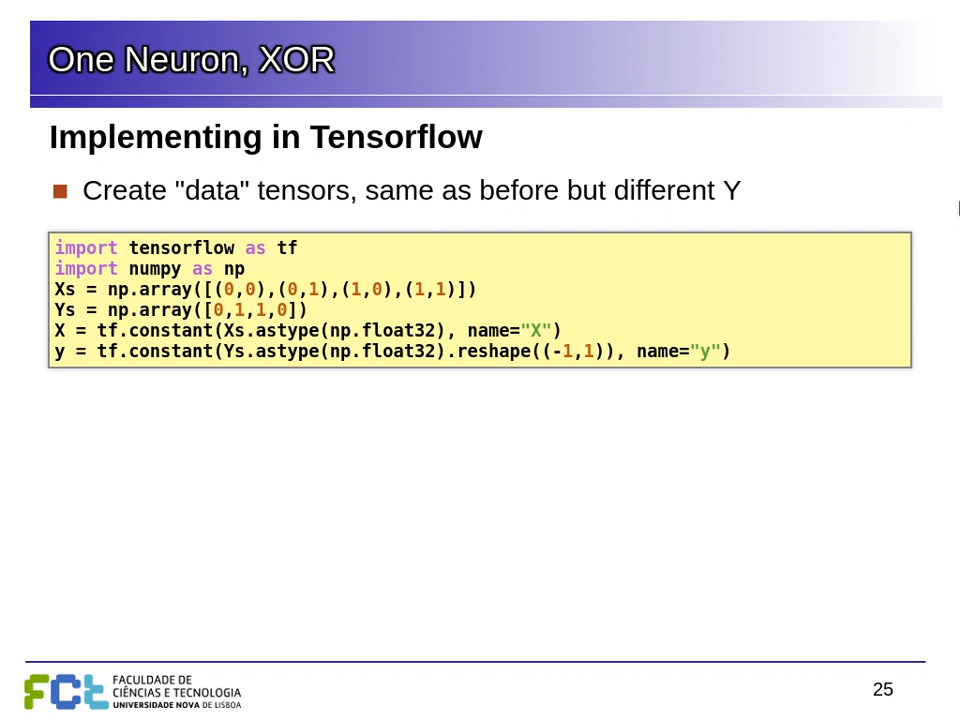 One Neuron, XOR
Implementing in Tensorflow
Create "data" tensors, same as before but different Y
import tensorflow as tf
import numpy as np
Xs = np.array([(0,0),(0,1),(1,0),(1,1)])
Ys = np.array([0,1,1,0])
X = tf.constant(Xs.astype(np.float32), name="X")
y = tf.constant(Ys.astype(np.float32).reshape((-1,1)), name="y")
FCt FACULDADE DE
CIÊNCIAS E TECNOLOGIA
UNIVERSIDADE NOVA DE LISBOA
25